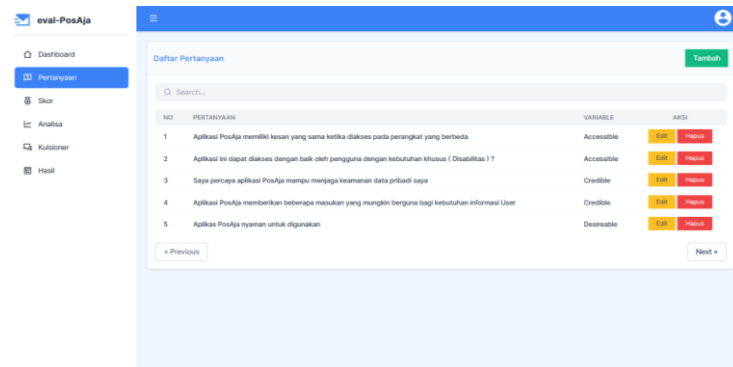 eval-PosAja
Dashboard
Pertanyaan
Skor
Analisa
Kuisioner
Hasil
Daftar Pertanyaan
Tambah
Search...
NO PERTANYAAN VARIABLE AKSI
1 Aplikasi PosAja memiliki kesan yang sama ketika diakses pada perangkat yang berbeda Accessible Edit Hapus
2 Aplikasi ini dapat diakses dengan baik oleh pengguna dengan kebutuhan khusus ( Disabilitas ) ? Accessible Edit Hapus
3 Saya percaya aplikasi PosAja mampu menjaga keamanan data pribadi saya Credible Edit Hapus
4 Aplikasi PosAja memberikan beberapa masukan yang mungkin berguna bagi kebutuhan informasi User Credible Edit Hapus
5 Aplikas PosAja nyaman untuk digunakan Desireable Edit Hapus
« Previous Next »